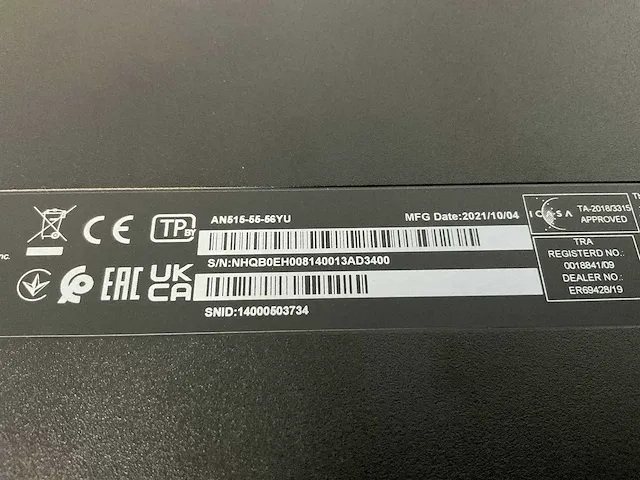 AN515-55-56YU
MFG Date:2021/10/04
S/N:NHQB0EH008140013AD3400
SNID:14000503734
nc.
CE
TP
BY
EAC
UK
CA
ICASA
TA-2018/3315
APPROVED
TRA
REGISTERD NO.:
0018841/09
DEALER NO.:
ER69428/19